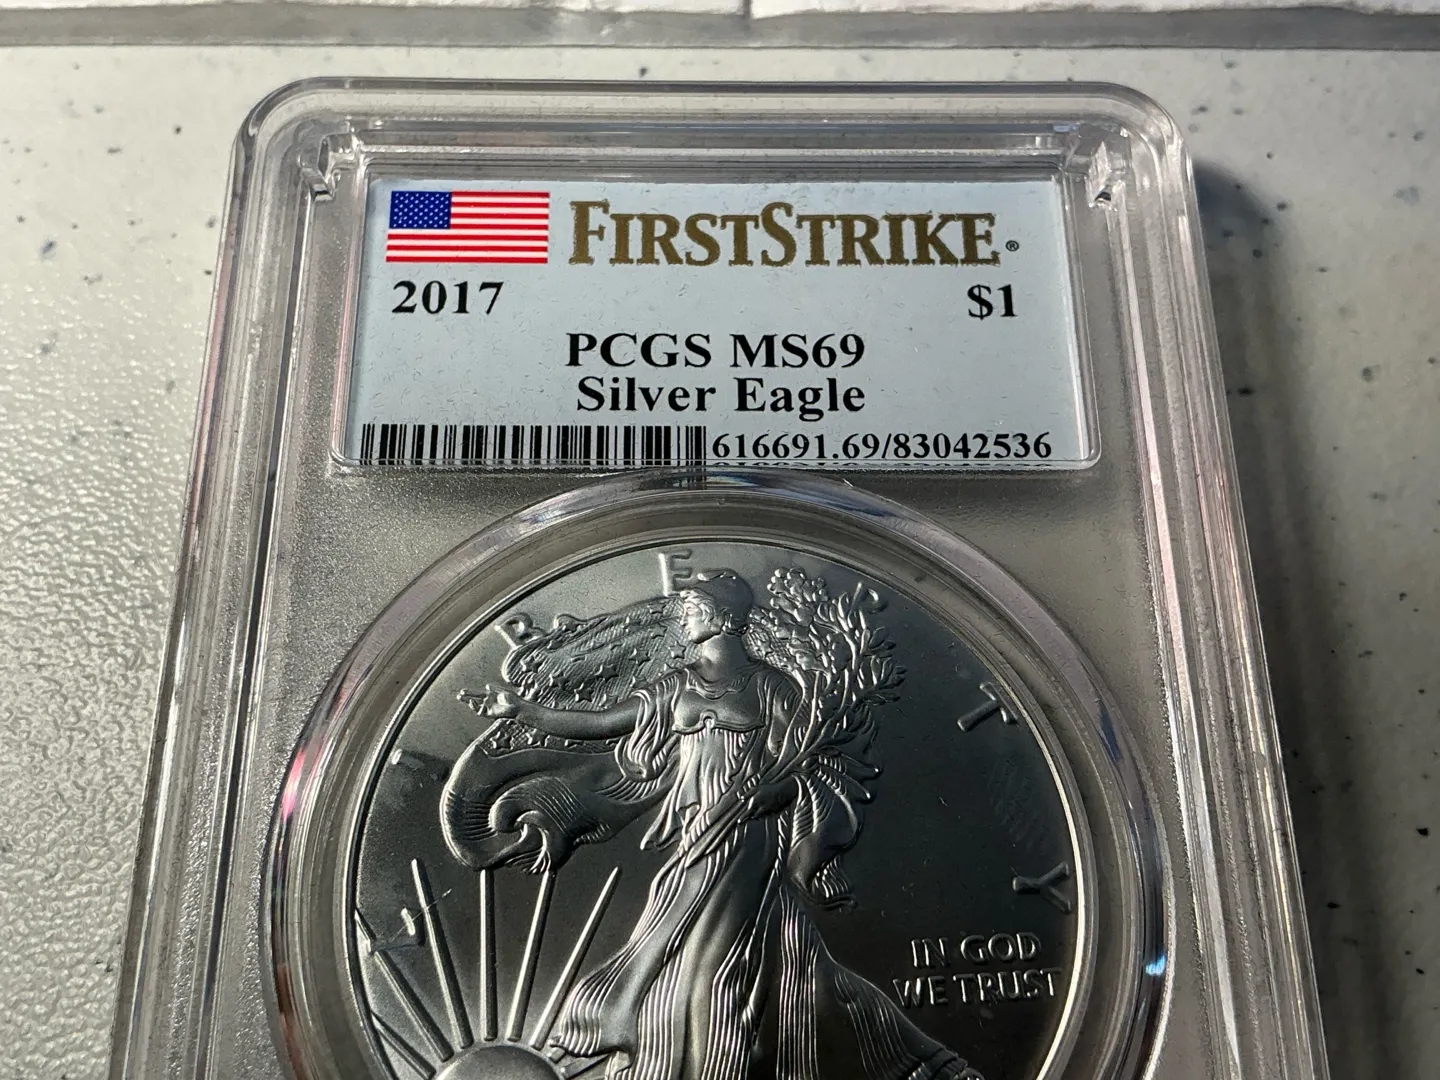 FIRSTSTRIKE®
2017 $1
PCGS MS69
Silver Eagle
616691.69/83042536
LIBERTY
IN GOD
WE TRUST